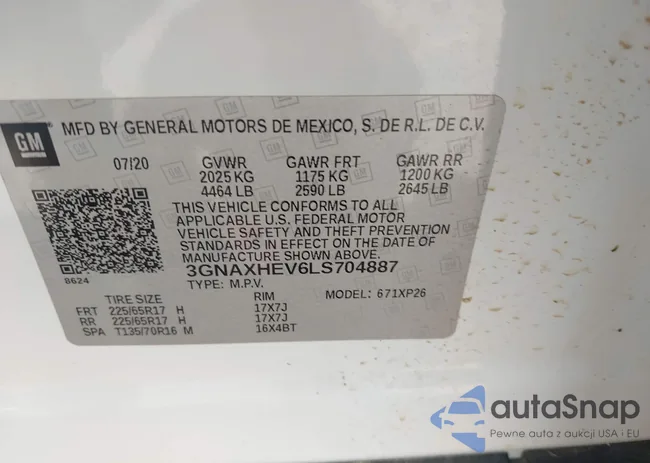 GM
MFD BY GENERAL MOTORS DE MEXICO, S. DE R.L. DE C.V.
07/20 GVWR GAWR FRT GAWR RR
2025 KG 1175 KG 1200 KG
4464 LB 2590 LB 2645 LB
THIS VEHICLE CONFORMS TO ALL
APPLICABLE U.S. FEDERAL MOTOR
VEHICLE SAFETY AND THEFT PREVENTION
STANDARDS IN EFFECT ON THE DATE OF
MANUFACTURE SHOWN ABOVE.
3GNAXHEV6LS704887
8624
TYPE: M.P.V. MODEL: 671XP26
TIRE SIZE RIM
FRT 225/65R17 H 17X7J
RR 225/65R17 H 17X7J
SPA T135/70R16 M 16X4BT
autaSnap
Pewne auta z aukcji USA i EU